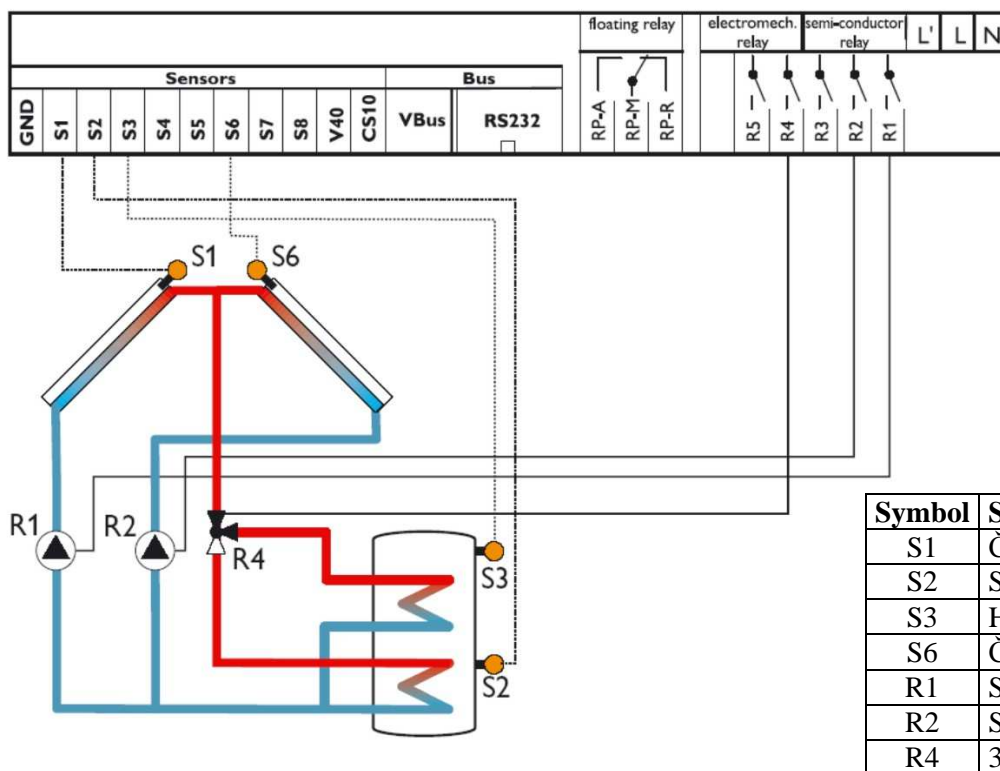 floating relay
electromech. relay
semi-conductor relay
L' L N
Sensors
Bus
GND S1 S2 S3 S4 S5 S6 S7 S8 V40 CS10 VBus RS232
RP-A RP-M RP-R
R5 R4 R3 R2 R1
S1 S6
R1 R2 R4
S3
S2
Symbol S
S1 Č
S2 S
S3 H
S6 Č
R1 S
R2 S
R4 3